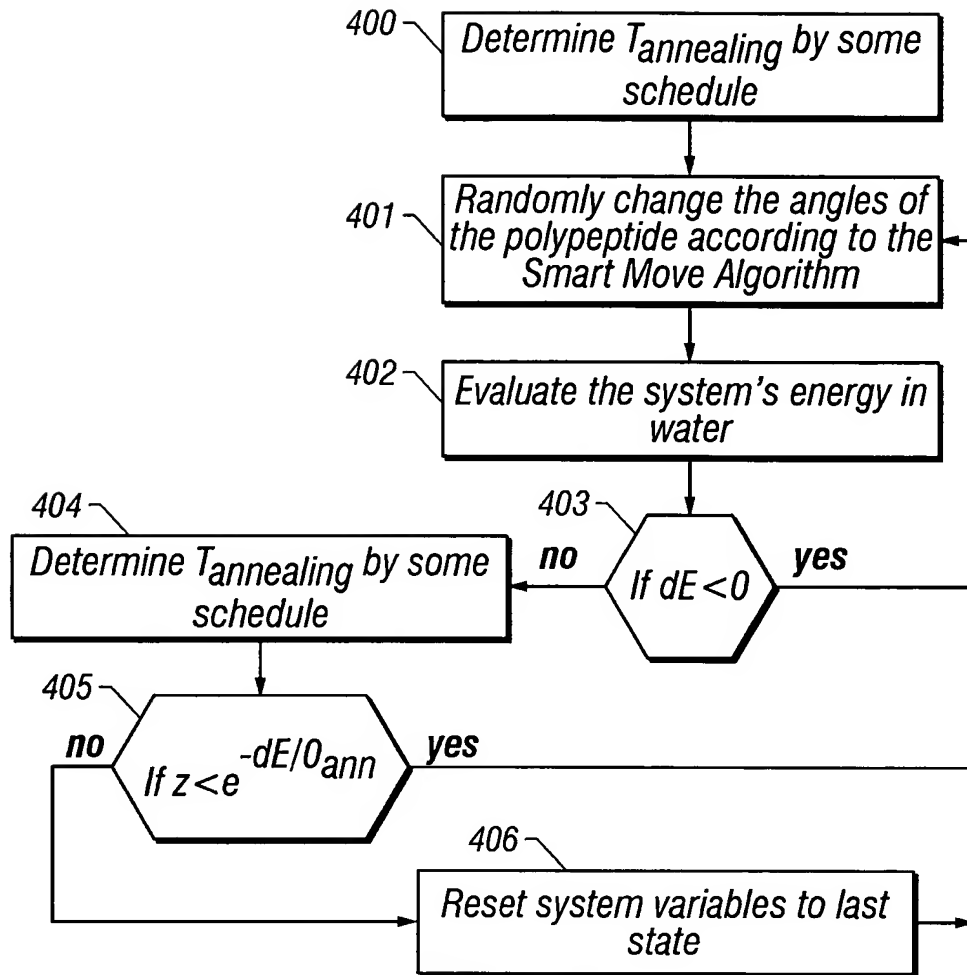 400
Determine Tannealing by some
schedule
401
Randomly change the angles of
the polypeptide according to the
Smart Move Algorithm
402
Evaluate the system's energy in
water
403
If dE<0
no
yes
404
Determine Tannealing by some
schedule
405
If z<e-dE/0ann
no
yes
406
Reset system variables to last
state